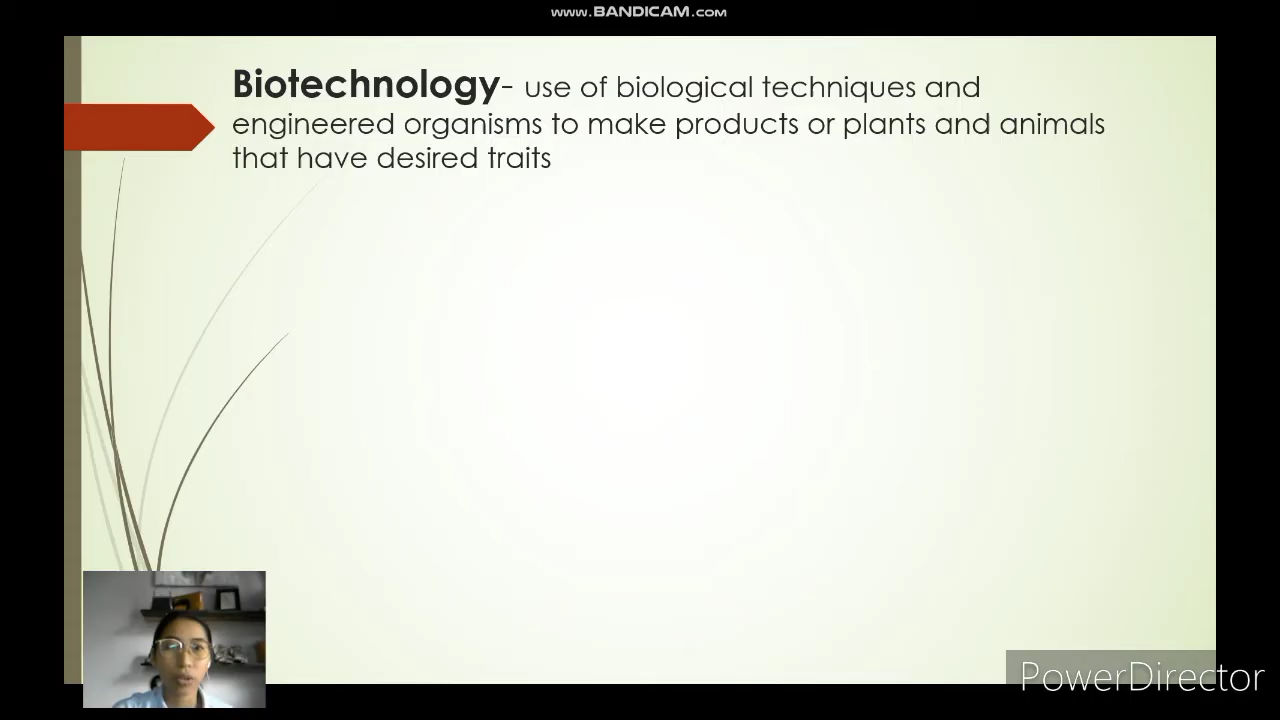 www.BANDICAM.com
Biotechnology- use of biological techniques and
engineered organisms to make products or plants and animals
that have desired traits
PowerDirector